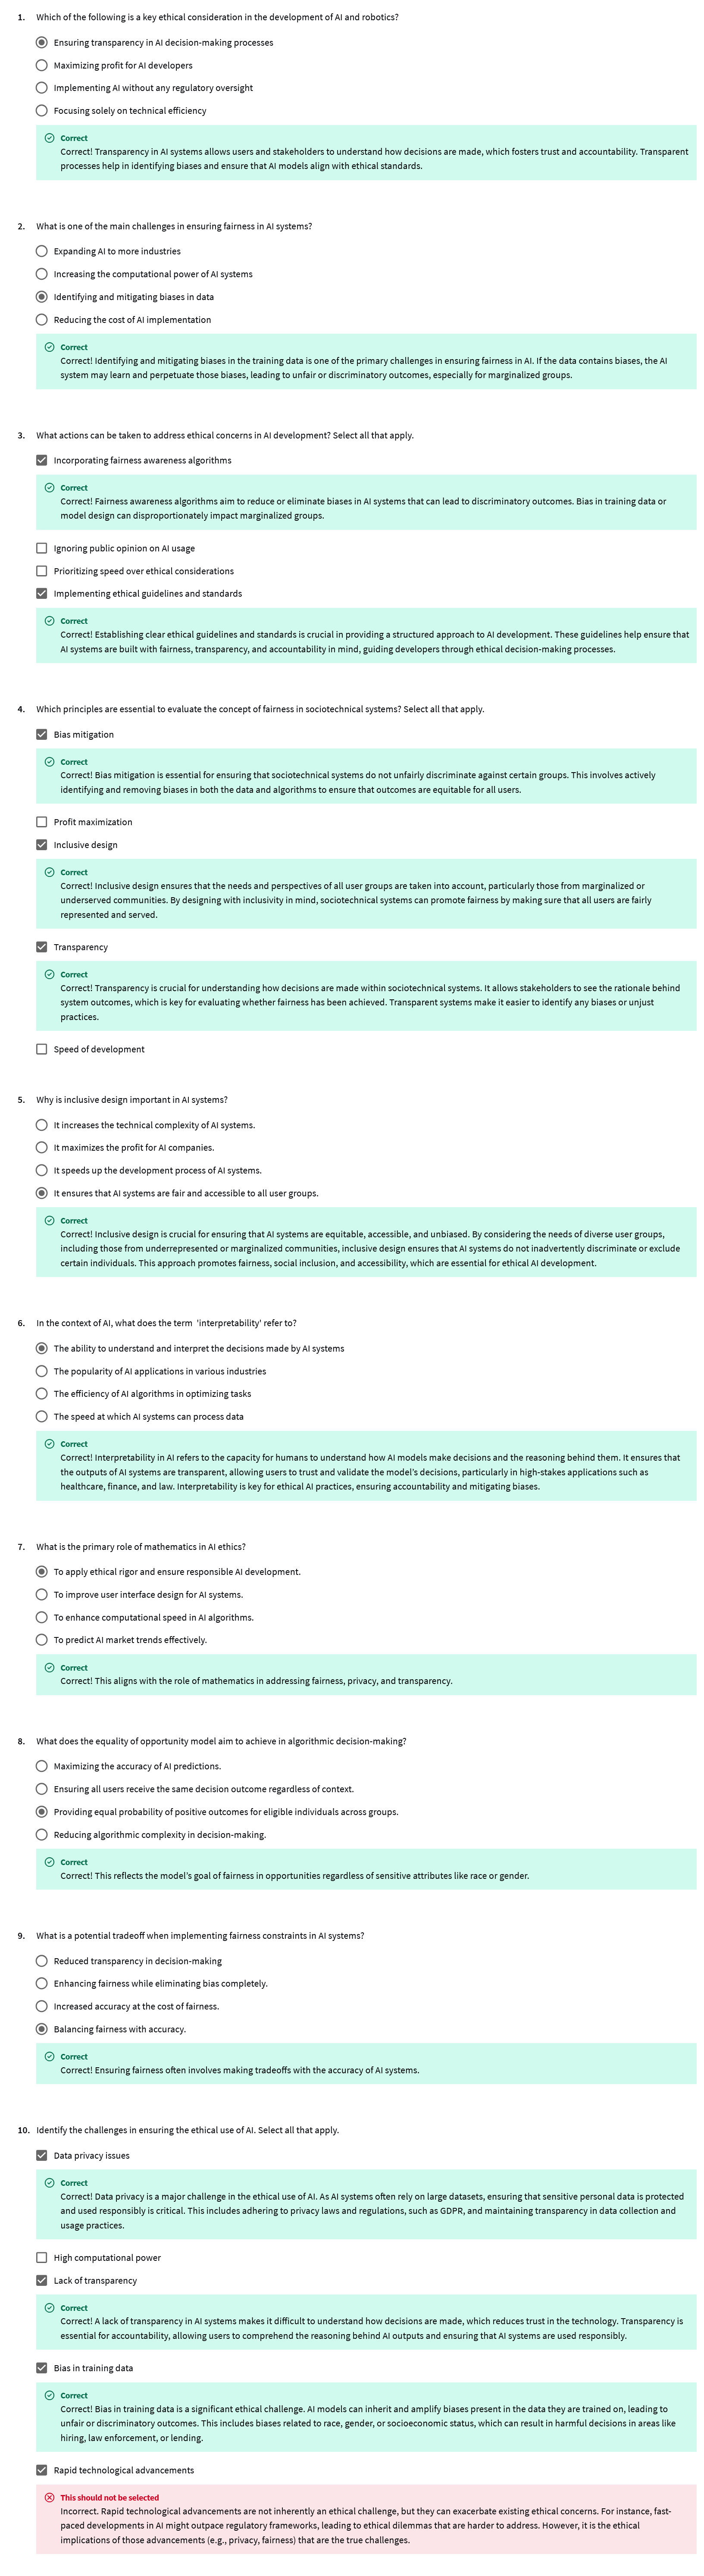 1. Which of the following is a key ethical consideration in the development of AI and robotics?
Ensuring transparency in AI decision-making processes
Maximizing profit for AI developers
Implementing AI without any regulatory oversight
Focusing solely on technical efficiency
Correct
Correct! Transparency in AI systems allows users and stakeholders to understand how decisions are made, which fosters trust and accountability. Transparent
processes help in identifying biases and ensure that AI models align with ethical standards.
2. What is one of the main challenges in ensuring fairness in AI systems?
Expanding AI to more industries
Increasing the computational power of AI systems
Identifying and mitigating biases in data
Reducing the cost of AI implementation
Correct
Correct! Identifying and mitigating biases in the training data is one of the primary challenges in ensuring fairness in AI. If the data contains biases, the AI
system may learn and perpetuate those biases, leading to unfair or discriminatory outcomes, especially for marginalized groups.
3. What actions can be taken to address ethical concerns in AI development? Select all that apply.
Incorporating fairness awareness algorithms
Correct
Correct! Fairness awareness algorithms aim to reduce or eliminate biases in AI systems that can lead to discriminatory outcomes. Bias in training data or
model design can disproportionately impact marginalized groups.
Ignoring public opinion on AI usage
Prioritizing speed over ethical considerations
Implementing ethical guidelines and standards
Correct
Correct! Establishing clear ethical guidelines and standards is crucial in providing a structured approach to AI development. These guidelines help ensure that
AI systems are built with fairness, transparency, and accountability in mind, guiding developers through ethical decision-making processes.
4. Which principles are essential to evaluate the concept of fairness in sociotechnical systems? Select all that apply.
Bias mitigation
Correct
Correct! Bias mitigation is essential for ensuring that sociotechnical systems do not unfairly discriminate against certain groups. This involves actively
identifying and removing biases in both the data and algorithms to ensure that outcomes are equitable for all users.
Profit maximization
Inclusive design
Correct
Correct! Inclusive design ensures that the needs and perspectives of all user groups are taken into account, particularly those from marginalized or
underserved communities. By designing with inclusivity in mind, sociotechnical systems can promote fairness by making sure that all users are fairly
represented and served.
Transparency
Correct
Correct! Transparency is crucial for understanding how decisions are made within sociotechnical systems. It allows stakeholders to see the rationale behind
system outcomes, which is key for evaluating whether fairness has been achieved. Transparent systems make it easier to identify any biases or unjust
practices.
Speed of development
5. Why is inclusive design important in AI systems?
It increases the technical complexity of AI systems.
It maximizes the profit for AI companies.
It speeds up the development process of AI systems.
It ensures that AI systems are fair and accessible to all user groups.
Correct
Correct! Inclusive design is crucial for ensuring that AI systems are equitable, accessible, and unbiased. By considering the needs of diverse user groups,
including those from underrepresented or marginalized communities, inclusive design ensures that AI systems do not inadvertently discriminate or exclude
certain individuals. This approach promotes fairness, social inclusion, and accessibility, which are essential for ethical AI development.
6. In the context of AI, what does the term 'interpretability' refer to?
The ability to understand and interpret the decisions made by AI systems
The popularity of AI applications in various industries
The efficiency of AI algorithms in optimizing tasks
The speed at which AI systems can process data
Correct
Correct! Interpretability in AI refers to the capacity for humans to understand how AI models make decisions and the reasoning behind them. It ensures that
the outputs of AI systems are transparent, allowing users to trust and validate the model's decisions, particularly in high-stakes applications such as
healthcare, finance, and law. Interpretability is key for ethical AI practices, ensuring accountability and mitigating biases.
7. What is the primary role of mathematics in AI ethics?
To apply ethical rigor and ensure responsible AI development.
To improve user interface design for AI systems.
To enhance computational speed in AI algorithms.
To predict AI market trends effectively.
Correct
Correct! This aligns with the role of mathematics in addressing fairness, privacy, and transparency.
8. What does the equality of opportunity model aim to achieve in algorithmic decision-making?
Maximizing the accuracy of AI predictions.
Ensuring all users receive the same decision outcome regardless of context.
Providing equal probability of positive outcomes for eligible individuals across groups.
Reducing algorithmic complexity in decision-making.
Correct
Correct! This reflects the model's goal of fairness in opportunities regardless of sensitive attributes like race or gender.
9. What is a potential tradeoff when implementing fairness constraints in AI systems?
Reduced transparency in decision-making
Enhancing fairness while eliminating bias completely.
Increased accuracy at the cost of fairness.
Balancing fairness with accuracy.
Correct
Correct! Ensuring fairness often involves making tradeoffs with the accuracy of AI systems.
10. Identify the challenges in ensuring the ethical use of AI. Select all that apply.
Data privacy issues
Correct
Correct! Data privacy is a major challenge in the ethical use of AI. As AI systems often rely on large datasets, ensuring that sensitive personal data is protected
and used responsibly is critical. This includes adhering to privacy laws and regulations, such as GDPR, and maintaining transparency in data collection and
usage practices.
High computational power
Lack of transparency
Correct
Correct! A lack of transparency in AI systems makes it difficult to understand how decisions are made, which reduces trust in the technology. Transparency is
essential for accountability, allowing users to comprehend the reasoning behind AI outputs and ensuring that AI systems are used responsibly.
Bias in training data
Correct
Correct! Bias in training data is a significant ethical challenge. AI models can inherit and amplify biases present in the data they are trained on, leading to
unfair or discriminatory outcomes. This includes biases related to race, gender, or socioeconomic status, which can result in harmful decisions in areas like
hiring, law enforcement, or lending.
Rapid technological advancements
This should not be selected
Incorrect. Rapid technological advancements are not inherently an ethical challenge, but they can exacerbate existing ethical concerns. For instance, fast-
paced developments in AI might outpace regulatory frameworks, leading to ethical dilemmas that are harder to address. However, it is the ethical
implications of those advancements (e.g., privacy, fairness) that are the true challenges.